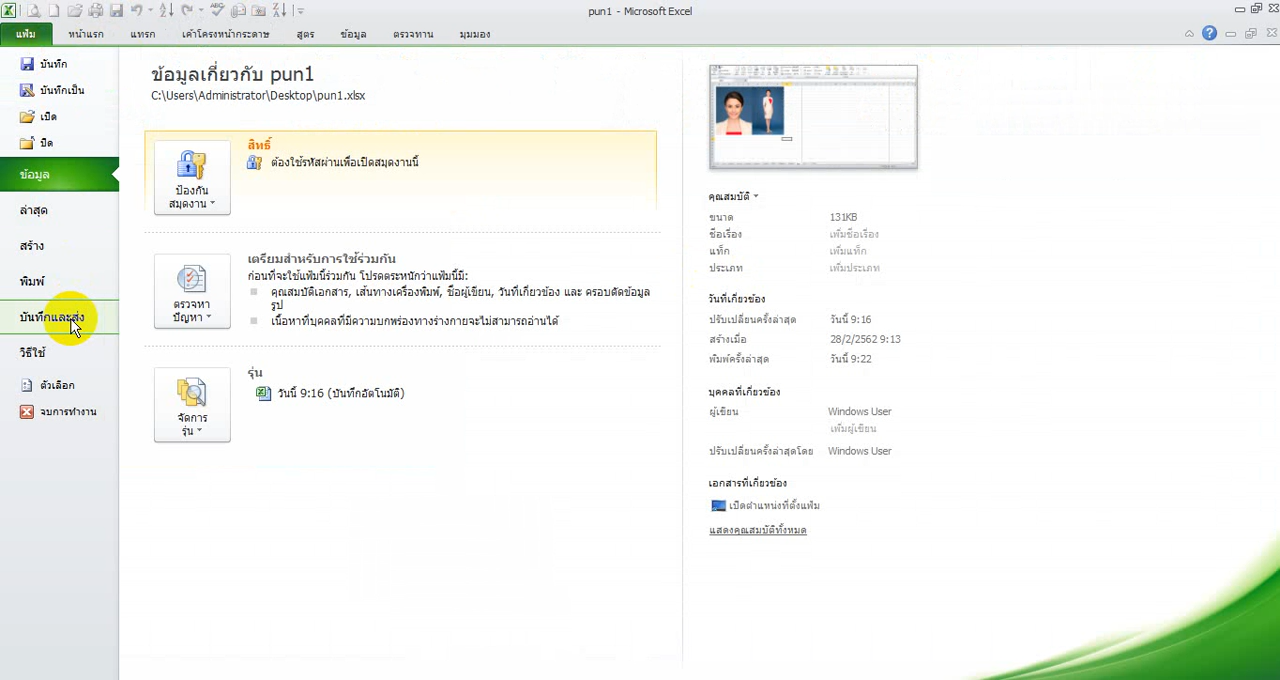 pun1 - Microsoft Excel
แฟ้ม หน้าแรก แทรก เค้าโครงหน้ากระดาษ สูตร ข้อมูล ตรวจทาน มุมมอง
บันทึก
บันทึกเป็น
เปิด
ปิด
ข้อมูล
ล่าสุด
สร้าง
พิมพ์
บันทึกและส่ง
วิธีใช้
ตัวเลือก
จบการทำงาน
ข้อมูลเกี่ยวกับ pun1
C:\Users\Administrator\Desktop\pun1.xlsx
ป้องกัน
สมุดงาน
สิทธิ์
ต้องใช้รหัสผ่านเพื่อเปิดสมุดงานนี้
ตรวจหา
ปัญหา
เตรียมสำหรับการใช้ร่วมกัน
ก่อนที่จะใช้แฟ้มนี้ร่วมกัน โปรดตระหนักว่าแฟ้มนี้มี:
คุณสมบัติเอกสาร, เส้นทางเครื่องพิมพ์, ชื่อผู้เขียน, วันที่เกี่ยวข้อง และ ครอบตัดข้อมูล
รูป
เนื้อหาที่บุคคลที่มีความบกพร่องทางร่างกายจะไม่สามารถอ่านได้
จัดการ
รุ่น
รุ่น
วันนี้ 9:16 (บันทึกอัตโนมัติ)
คุณสมบัติ
ขนาด 131KB
ชื่อเรื่อง เพิ่มชื่อเรื่อง
แท็ก เพิ่มแท็ก
ประเภท เพิ่มประเภท
วันที่เกี่ยวข้อง
ปรับเปลี่ยนครั้งล่าสุด วันนี้ 9:16
สร้างเมื่อ 28/2/2562 9:13
พิมพ์ครั้งล่าสุด วันนี้ 9:22
บุคคลที่เกี่ยวข้อง
ผู้เขียน Windows User
เพิ่มผู้เขียน
ปรับเปลี่ยนครั้งล่าสุดโดย Windows User
เอกสารที่เกี่ยวข้อง
เปิดตำแหน่งที่ตั้งแฟ้ม
แสดงคุณสมบัติทั้งหมด